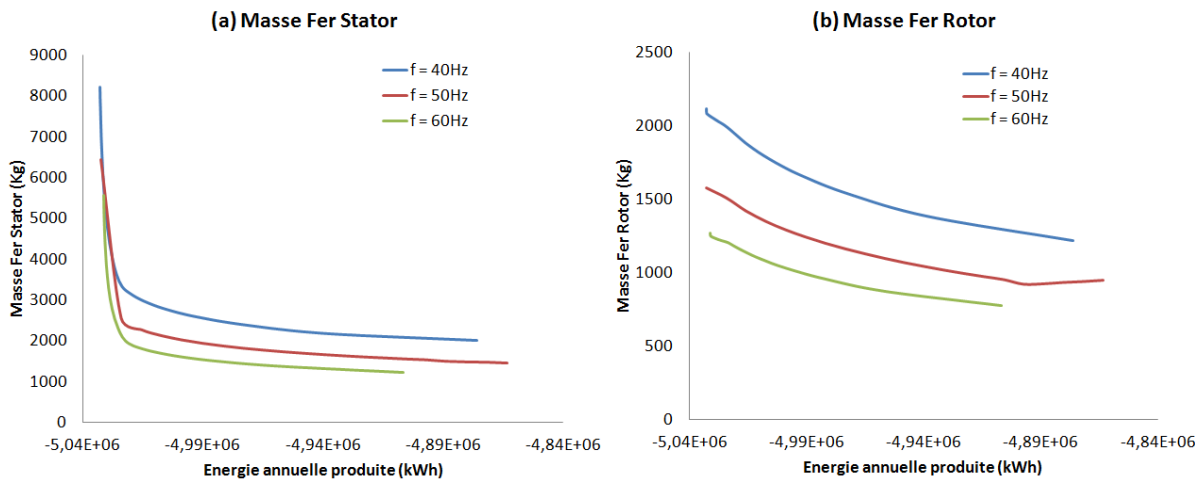 (a) Masse Fer Stator
Masse Fer Stator (Kg)
9000
8000
7000
6000
5000
4000
3000
2000
1000
0
f = 40Hz
f = 50Hz
f = 60Hz
-5,04E+06
-4,99E+06
-4,94E+06
-4,89E+06
-4,84E+06
Energie annuelle produite (kWh)
(b) Masse Fer Rotor
Masse Fer Rotor (Kg)
2500
2000
1500
1000
500
0
f = 40Hz
f = 50Hz
f = 60Hz
-5,04E+06
-4,99E+06
-4,94E+06
-4,89E+06
-4,84E+06
Energie annuelle produite (kWh)